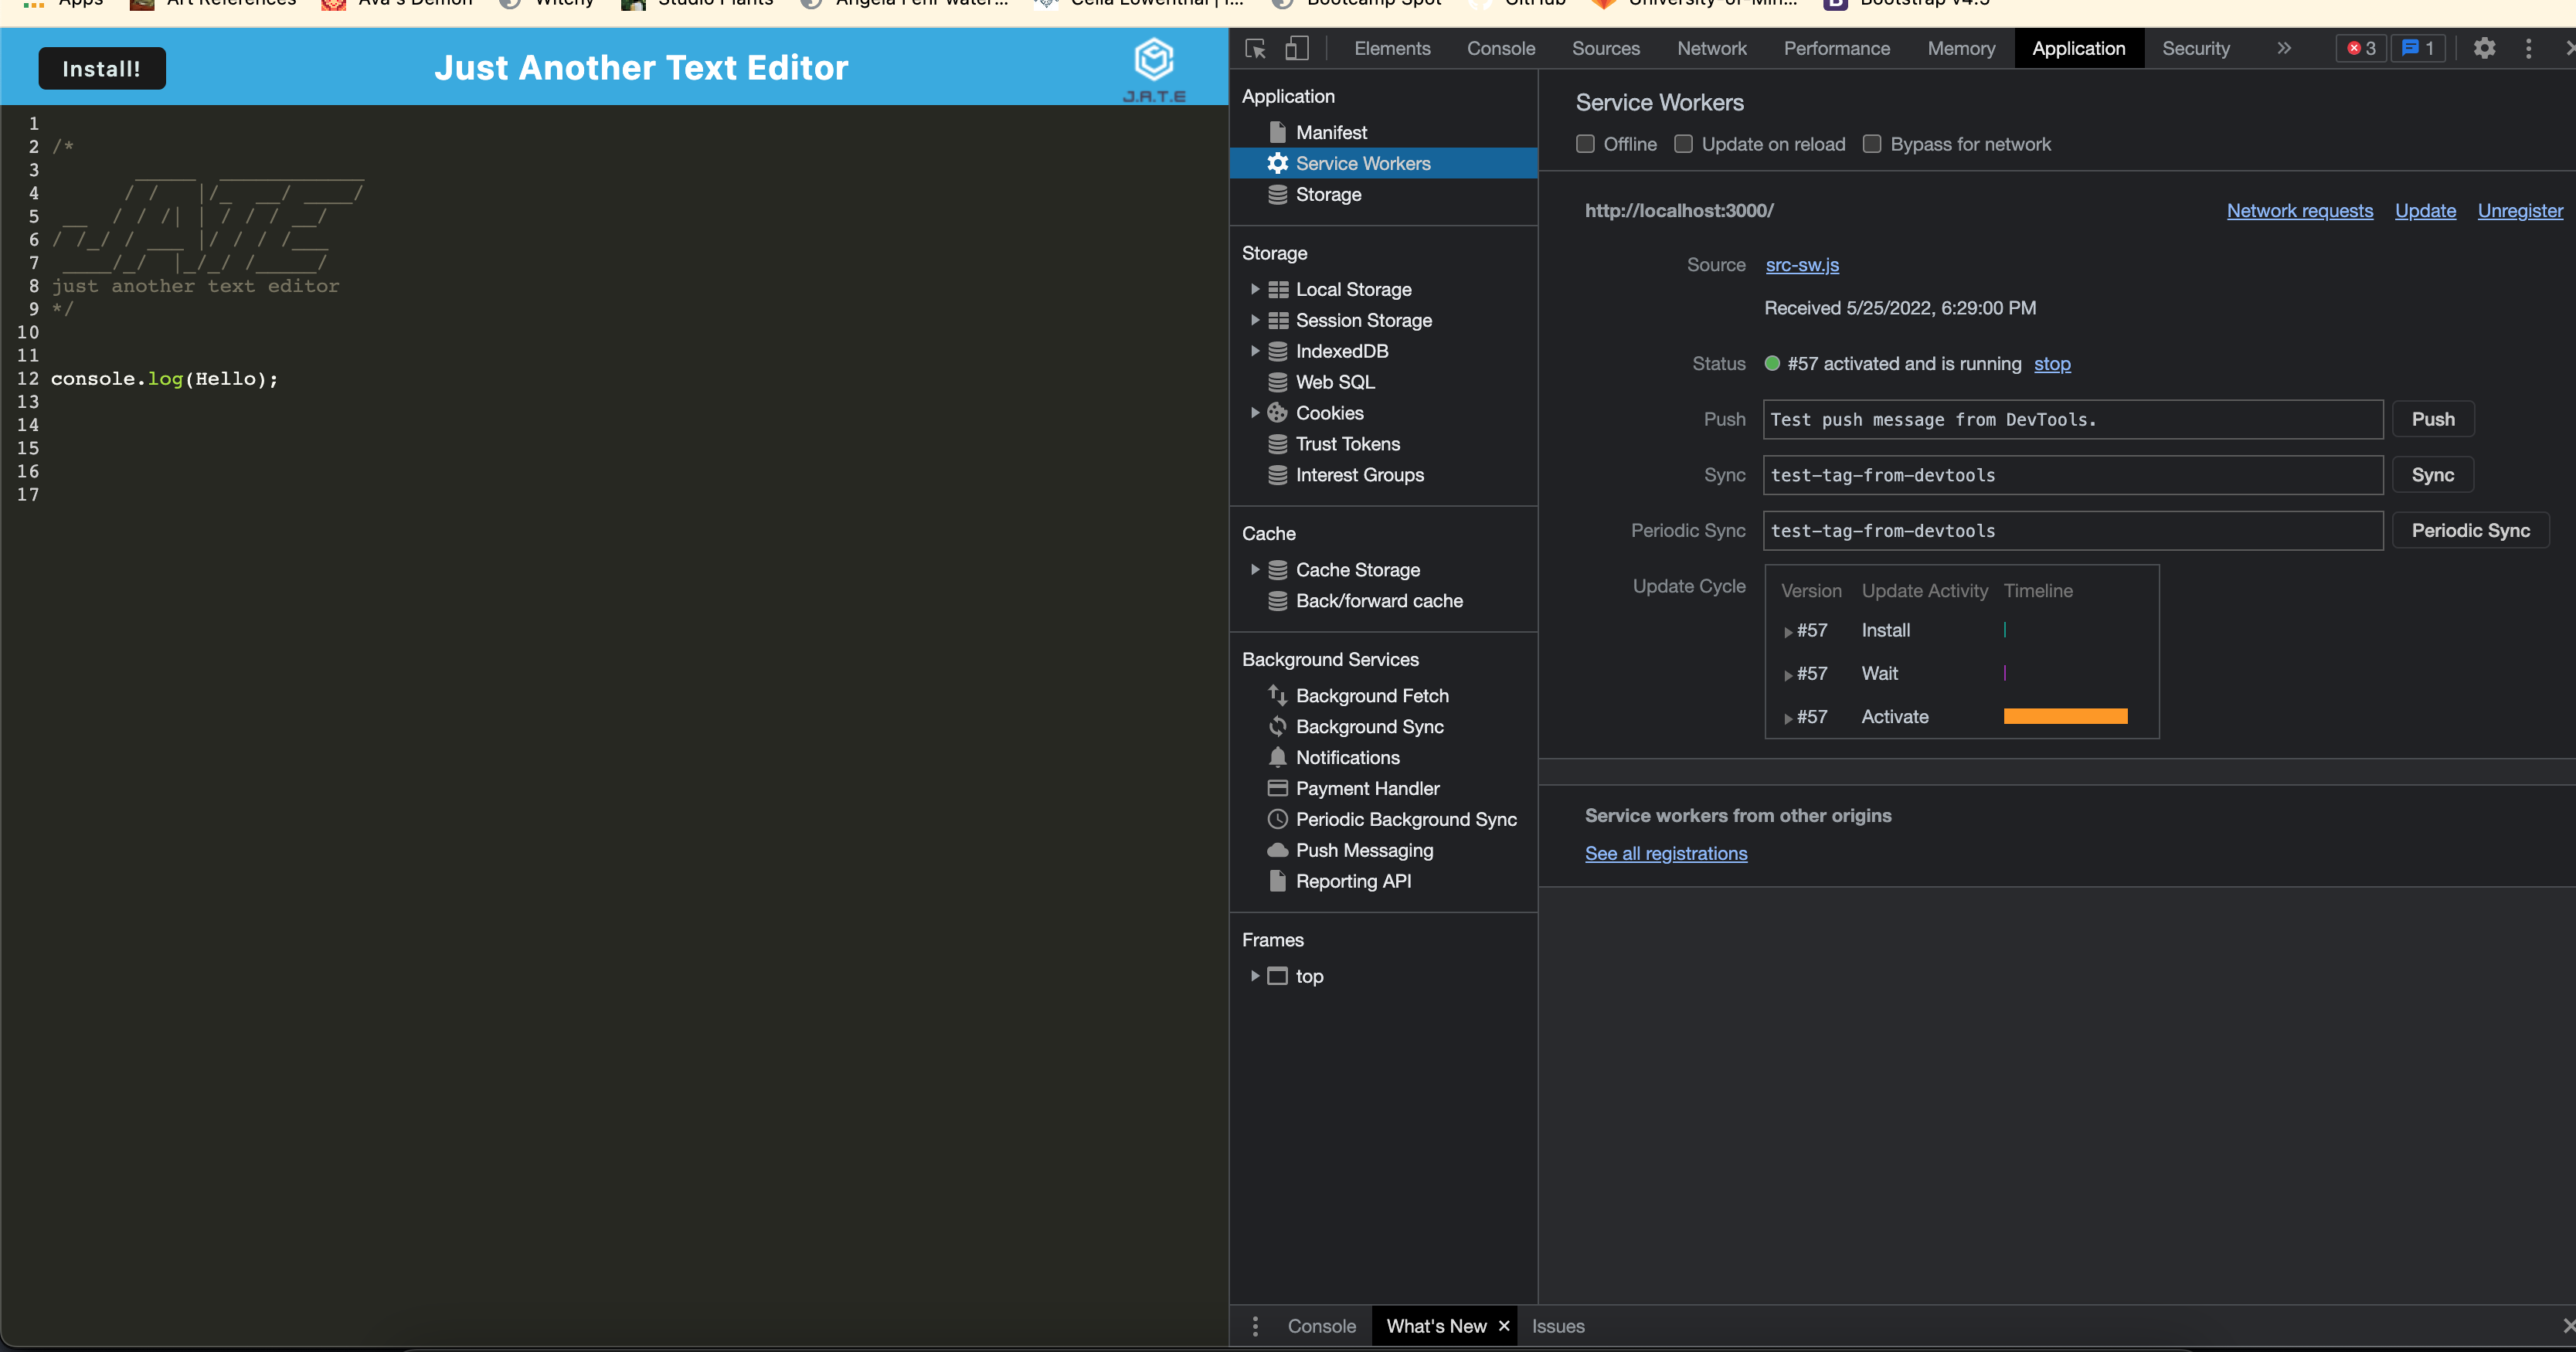 Apps Art References Ava's Demon Witchy Studio Plants Angela Fehr water... Celia Lowenthal | I... Bootcamp Spot GitHub University-of-Min... Bootstrap v4.5
Install!
Just Another Text Editor
J.A.T.E
Elements Console Sources Network Performance Memory Application Security 3 1
1
2 /*
3
4
5
6
7
8 just another text editor
9 */
10
11
12 console.log(Hello);
13
14
15
16
17
Application
Manifest
Service Workers
Storage
Storage
Local Storage
Session Storage
IndexedDB
Web SQL
Cookies
Trust Tokens
Interest Groups
Cache
Cache Storage
Back/forward cache
Background Services
Background Fetch
Background Sync
Notifications
Payment Handler
Periodic Background Sync
Push Messaging
Reporting API
Frames
top
Service Workers
Offline Update on reload Bypass for network
http://localhost:3000/ Network requests Update Unregister
Source src-sw.js
Received 5/25/2022, 6:29:00 PM
Status #57 activated and is running stop
Push Test push message from DevTools. Push
Sync test-tag-from-devtools Sync
Periodic Sync test-tag-from-devtools Periodic Sync
Update Cycle Version Update Activity Timeline
#57 Install
#57 Wait
#57 Activate
Service workers from other origins
See all registrations
Console What's New × Issues